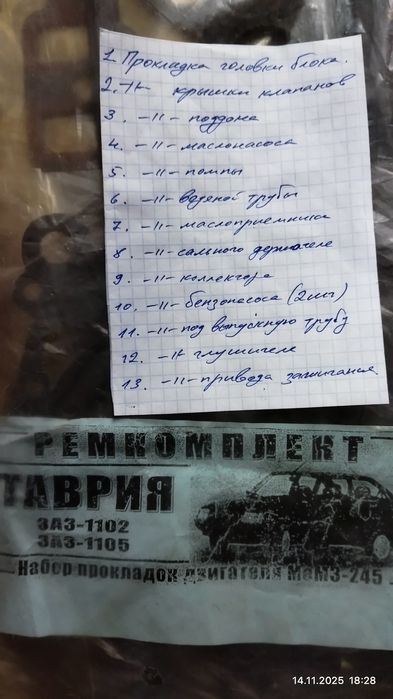 1. Прокладка головки блока.
2. -11- крышки клапанов
3. -11- поддона
4. -11- маслонасоса
5. -11- помпы
6. -11- водяной трубы
7. -11- маслоприемника
8. -11- сального держателе
9. -11- коллектора
10. -11- бензонасоса (2шт)
11. -11- под выпускную трубу
12. -11- глушителе
13. -11- привода зажигания
РЕМКОМПЛЕКТ
ТАВРИЯ
ЗАЗ-1102
ЗАЗ-1105
Набор прокладок двигателя МеМЗ-245
14.11.2025 18:28